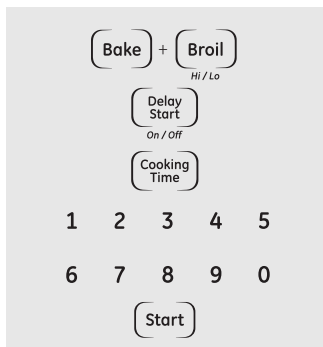 Bake + Broil
Hi / Lo
Delay
Start
On / Off
Cooking
Time
1 2 3 4 5
6 7 8 9 0
Start